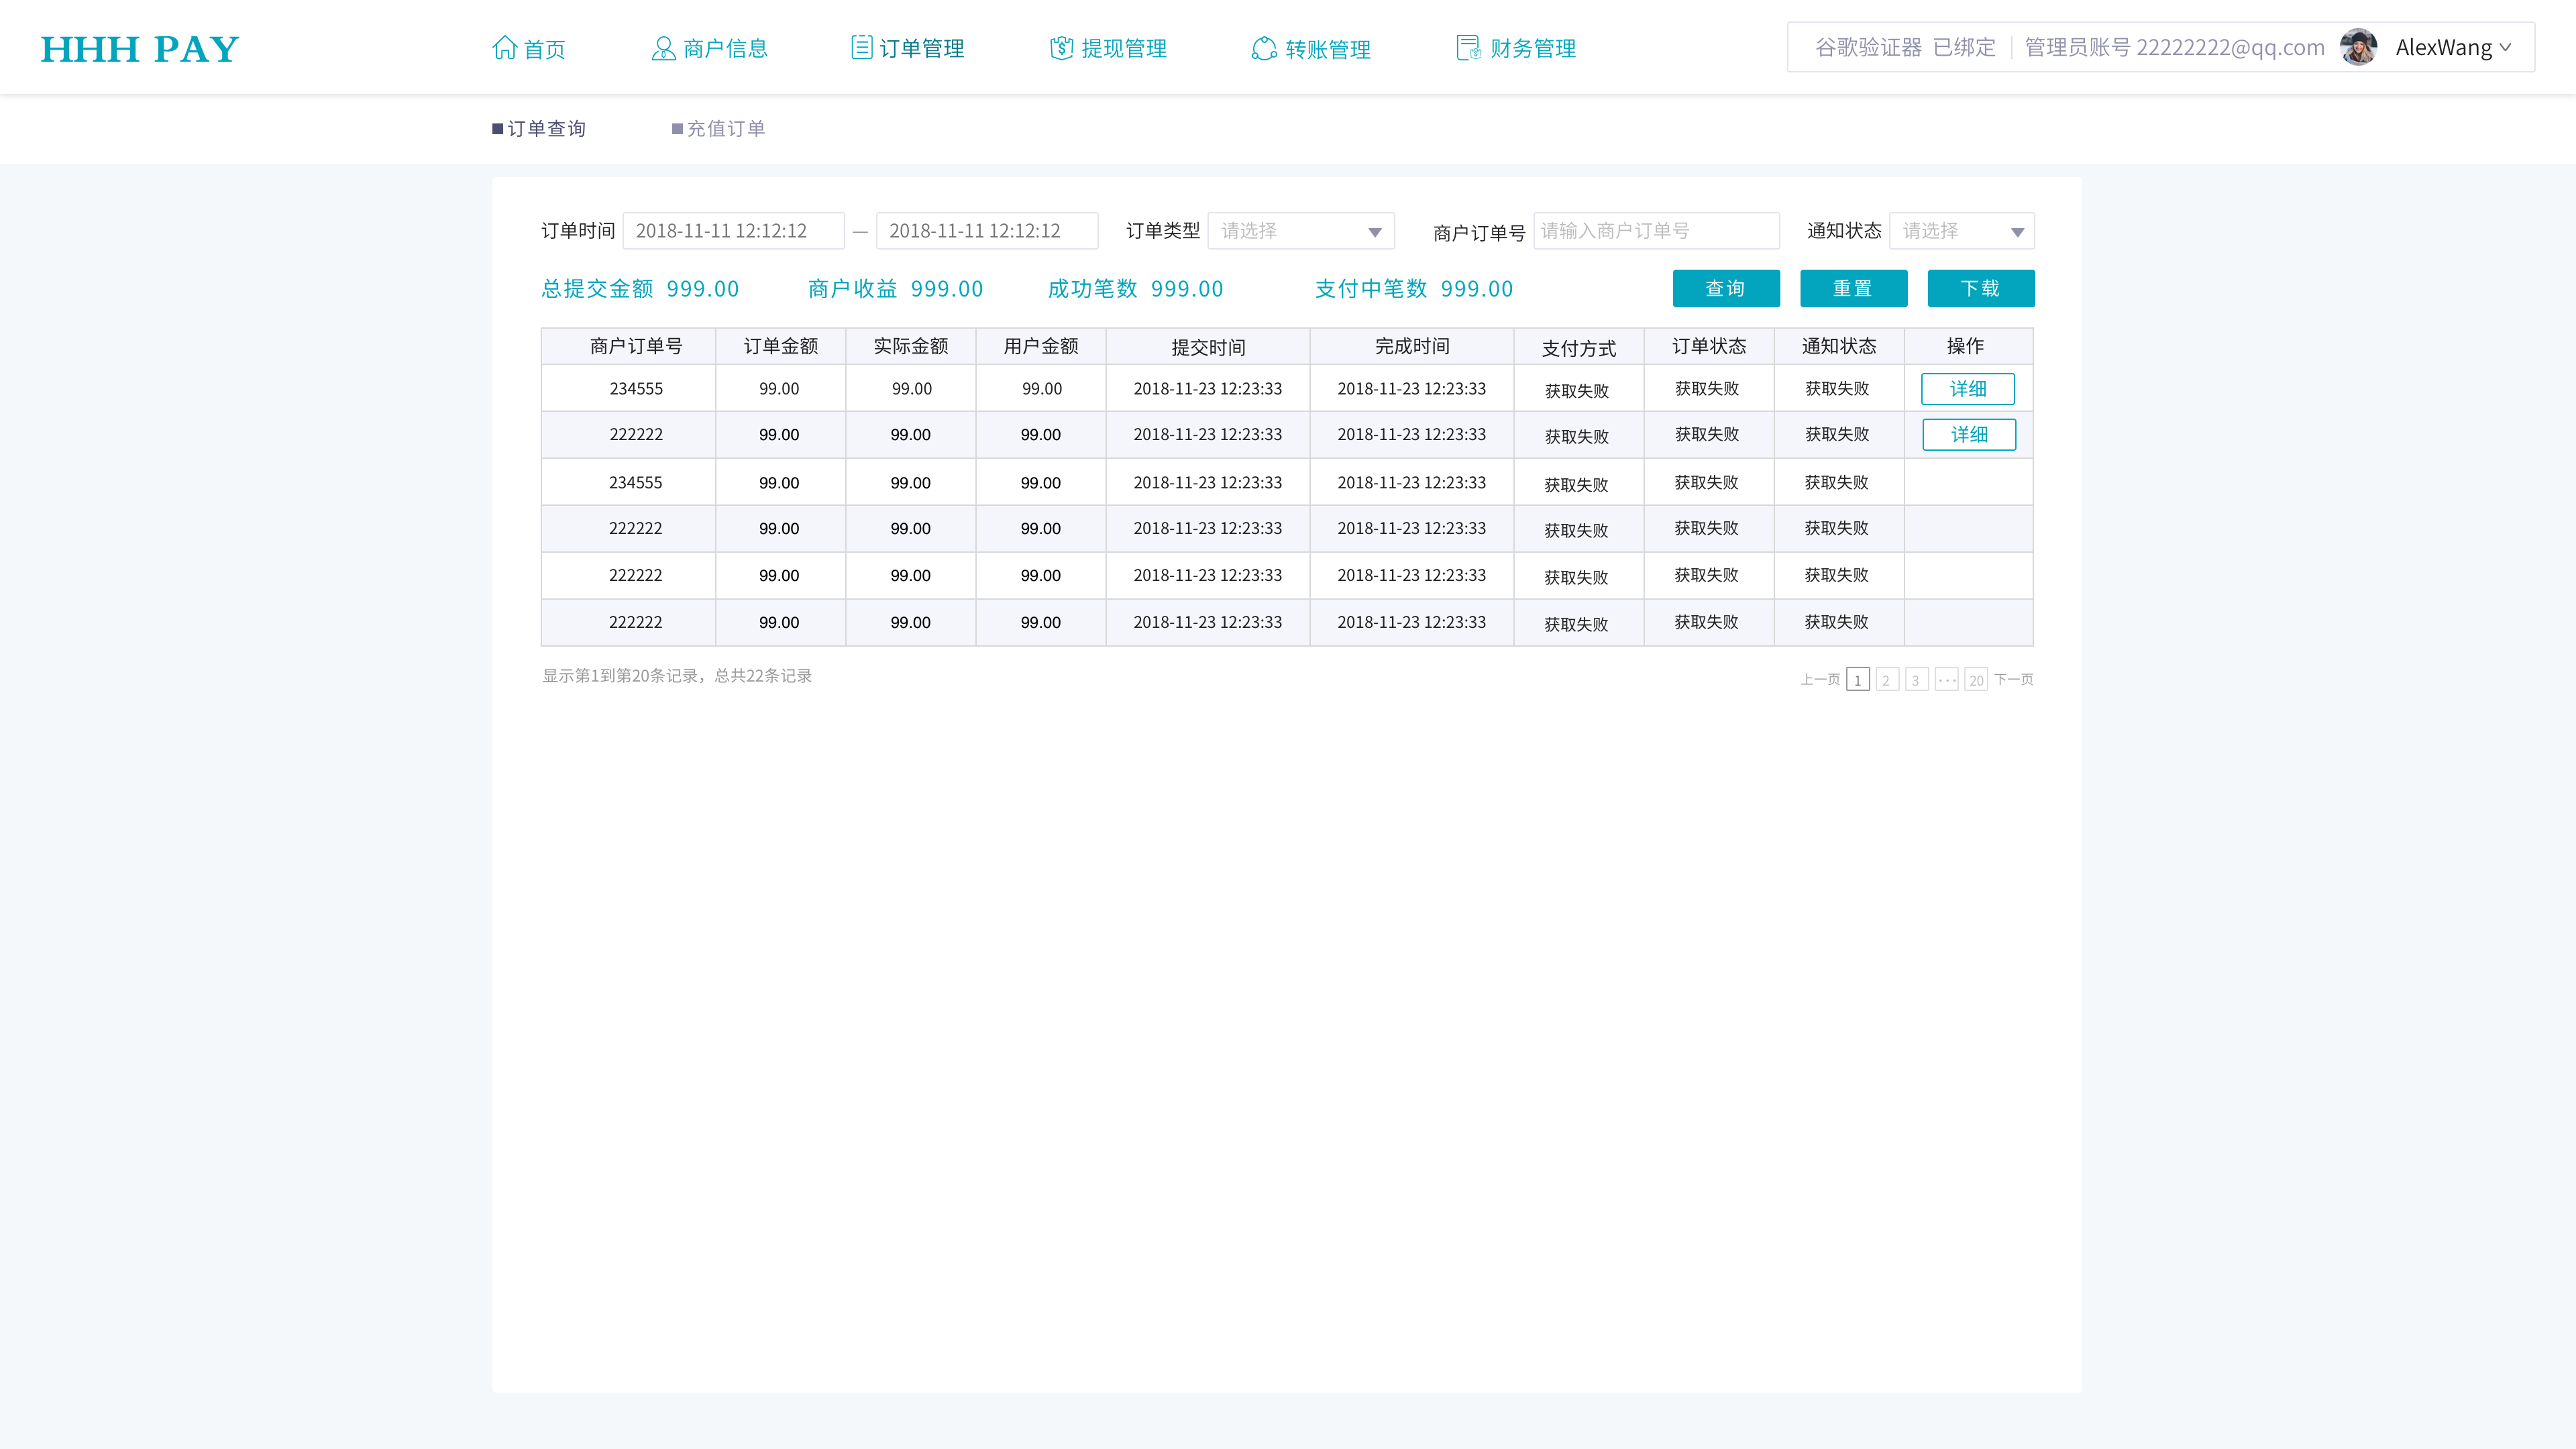 HHH PAY
首页 商户信息 订单管理 提现管理 转账管理 财务管理
谷歌验证器 已绑定 管理员账号 22222222@qq.com AlexWang
订单查询 充值订单
订单时间 2018-11-11 12:12:12 — 2018-11-11 12:12:12 订单类型 请选择 商户订单号 请输入商户订单号 通知状态 请选择
总提交金额 999.00 商户收益 999.00 成功笔数 999.00 支付中笔数 999.00 查询 重置 下载
商户订单号 订单金额 实际金额 用户金额 提交时间 完成时间 支付方式 订单状态 通知状态 操作
234555 99.00 99.00 99.00 2018-11-23 12:23:33 2018-11-23 12:23:33 获取失败 获取失败 获取失败 详细
222222 99.00 99.00 99.00 2018-11-23 12:23:33 2018-11-23 12:23:33 获取失败 获取失败 获取失败 详细
234555 99.00 99.00 99.00 2018-11-23 12:23:33 2018-11-23 12:23:33 获取失败 获取失败 获取失败
222222 99.00 99.00 99.00 2018-11-23 12:23:33 2018-11-23 12:23:33 获取失败 获取失败 获取失败
222222 99.00 99.00 99.00 2018-11-23 12:23:33 2018-11-23 12:23:33 获取失败 获取失败 获取失败
222222 99.00 99.00 99.00 2018-11-23 12:23:33 2018-11-23 12:23:33 获取失败 获取失败 获取失败
显示第1到第20条记录，总共22条记录 上一页 1 2 3 ··· 20 下一页